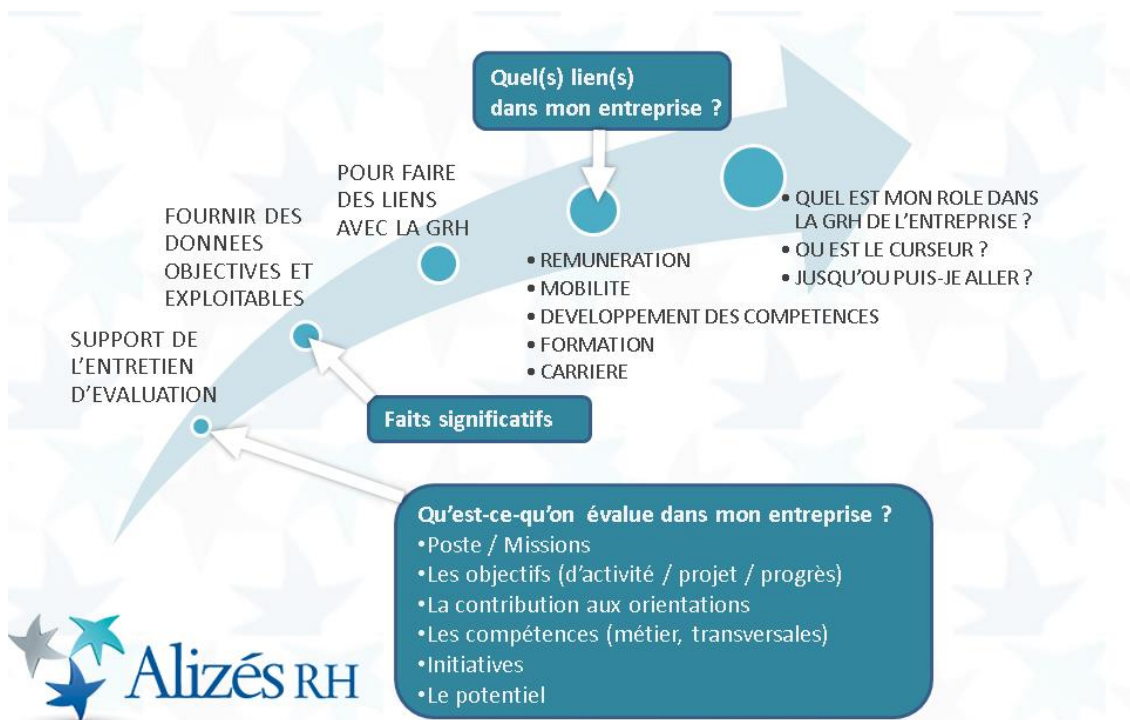 Quel(s) lien(s)
dans mon entreprise ?
POUR FAIRE
DES LIENS
AVEC LA GRH
• QUEL EST MON ROLE DANS
LA GRH DE L'ENTREPRISE ?
• OU EST LE CURSEUR ?
• JUSQU'OU PUIS-JE ALLER ?
FOURNIR DES
DONNEES
OBJECTIVES ET
EXPLOITABLES
• REMUNERATION
• MOBILITE
• DEVELOPPEMENT DES COMPETENCES
• FORMATION
• CARRIERE
SUPPORT DE
L'ENTRETIEN
D'EVALUATION
Faits significatifs
Qu'est-ce-qu'on évalue dans mon entreprise ?
•Poste / Missions
•Les objectifs (d'activité / projet / progrès)
•La contribution aux orientations
•Les compétences (métier, transversales)
•Initiatives
•Le potentiel
Alizés RH